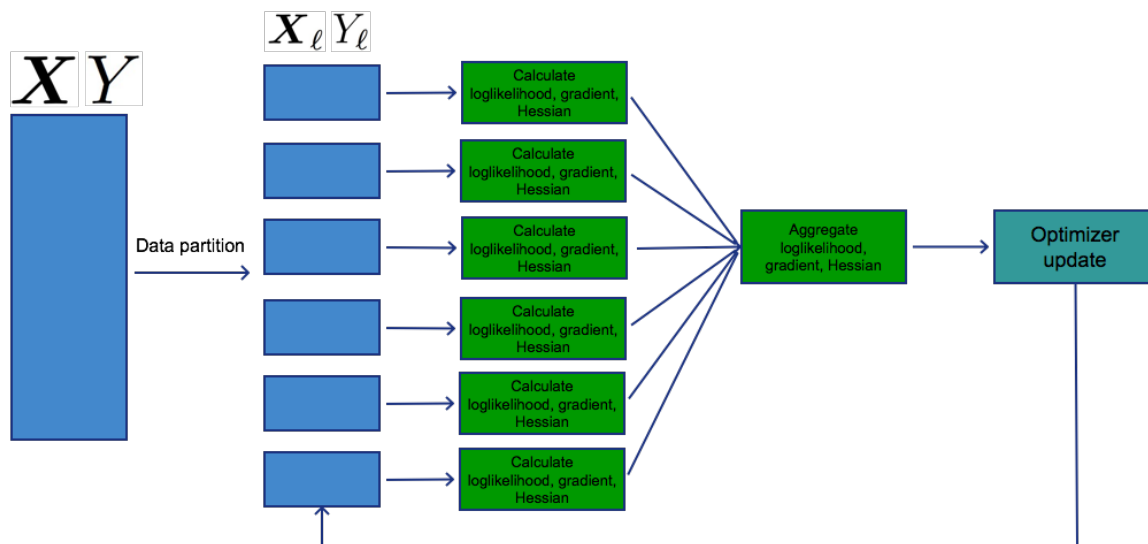 X Y
X_ℓ Y_ℓ
Data partition
Calculate
loglikelihood, gradient,
Hessian
Calculate
loglikelihood, gradient,
Hessian
Calculate
loglikelihood, gradient,
Hessian
Calculate
loglikelihood, gradient,
Hessian
Calculate
loglikelihood, gradient,
Hessian
Calculate
loglikelihood, gradient,
Hessian
Aggregate
loglikelihood,
gradient, Hessian
Optimizer
update